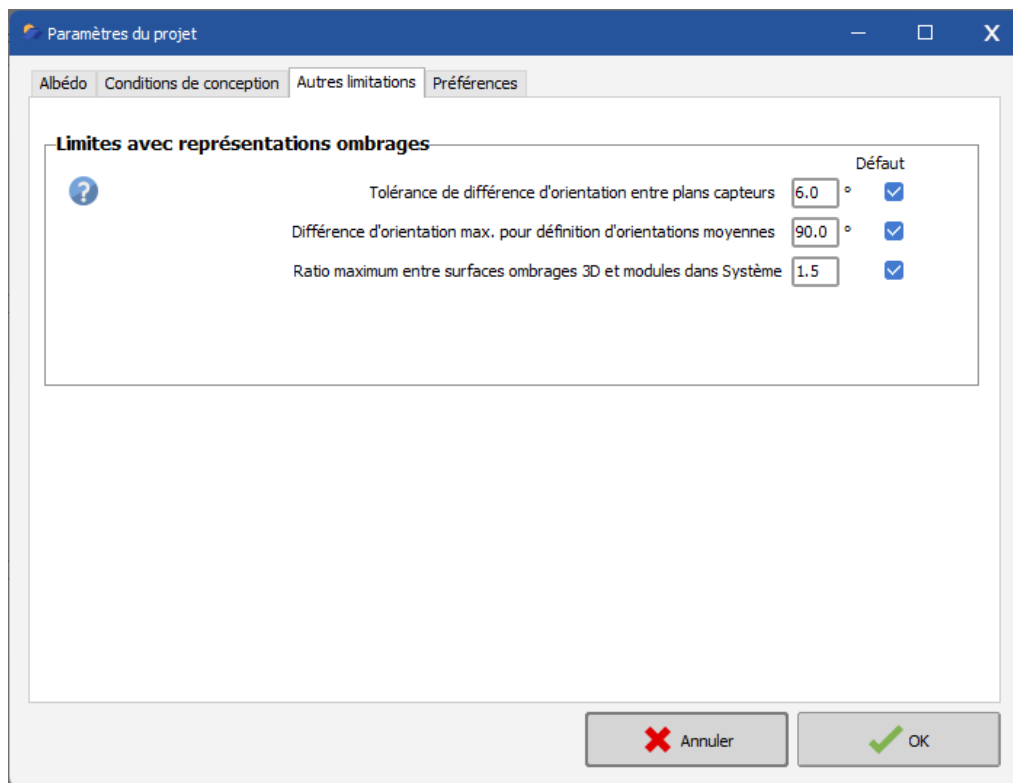 Paramètres du projet
Albédo Conditions de conception Autres limitations Préférences
Limites avec représentations ombrages
Défaut
Tolérance de différence d'orientation entre plans capteurs 6.0 °
Différence d'orientation max. pour définition d'orientations moyennes 90.0 °
Ratio maximum entre surfaces ombrages 3D et modules dans Système 1.5
Annuler OK